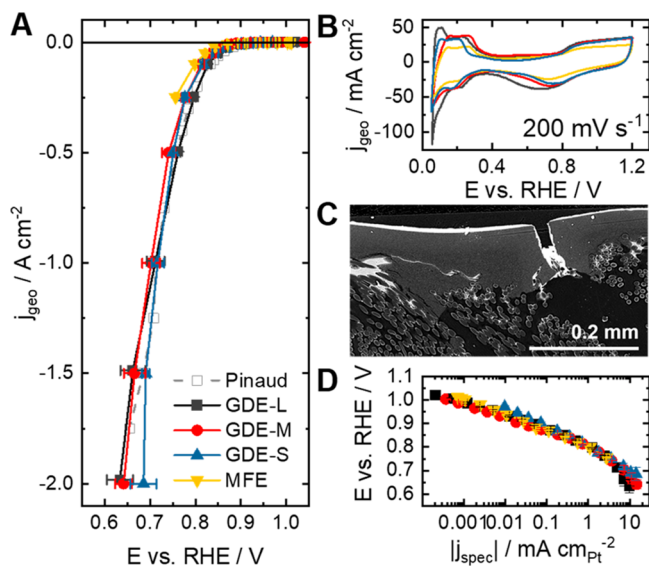 A
0.0
-0.5
-1.0
-1.5
-2.0
j_geo / A cm⁻²
0.6 0.7 0.8 0.9 1.0
E vs. RHE / V
Pinaud
GDE-L
GDE-M
GDE-S
MFE
B
50
0
-50
-100
j_geo / mA cm⁻²
200 mV s⁻¹
0.0 0.4 0.8 1.2
E vs. RHE / V
C
0.2 mm
D
1.1
1.0
0.9
0.8
0.7
0.6
E vs. RHE / V
0.001 0.01 0.1 1 10
|j_spec| / mA cm_Pt⁻²